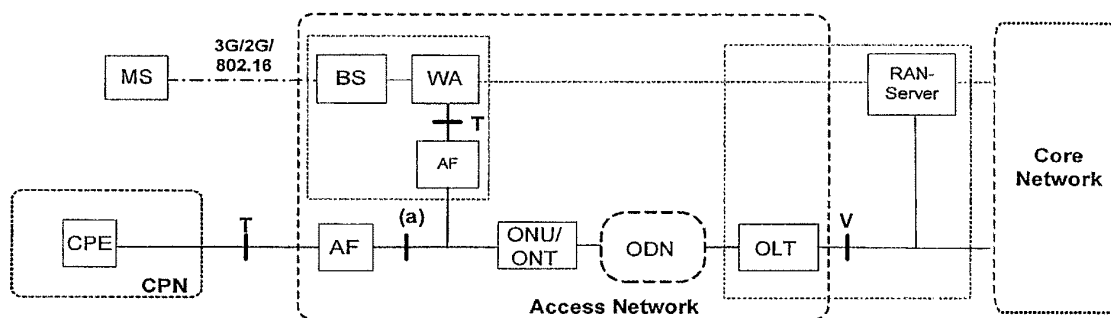 3G/2G/
802.16
MS
BS
WA
RAN-
Server
T
AF
Core
Network
(a)
T
V
CPE
AF
ONU/
ONT
ODN
OLT
CPN
Access Network